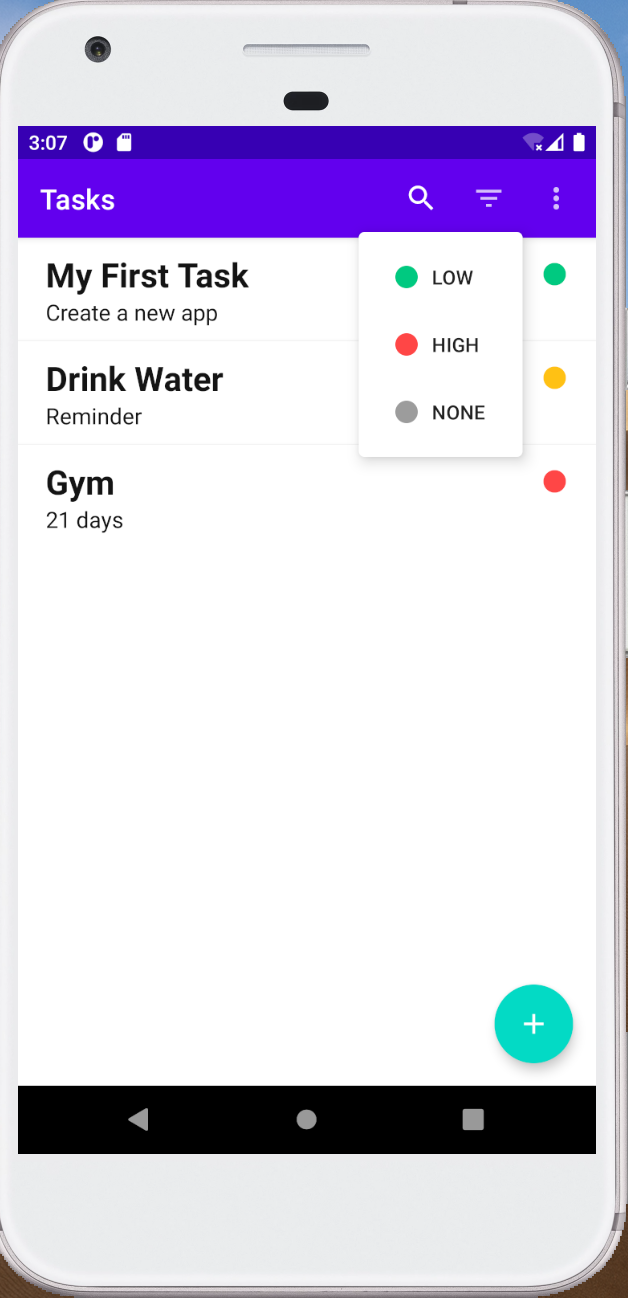 3:07
Tasks
LOW
HIGH
NONE
My First Task
Create a new app
Drink Water
Reminder
Gym
21 days